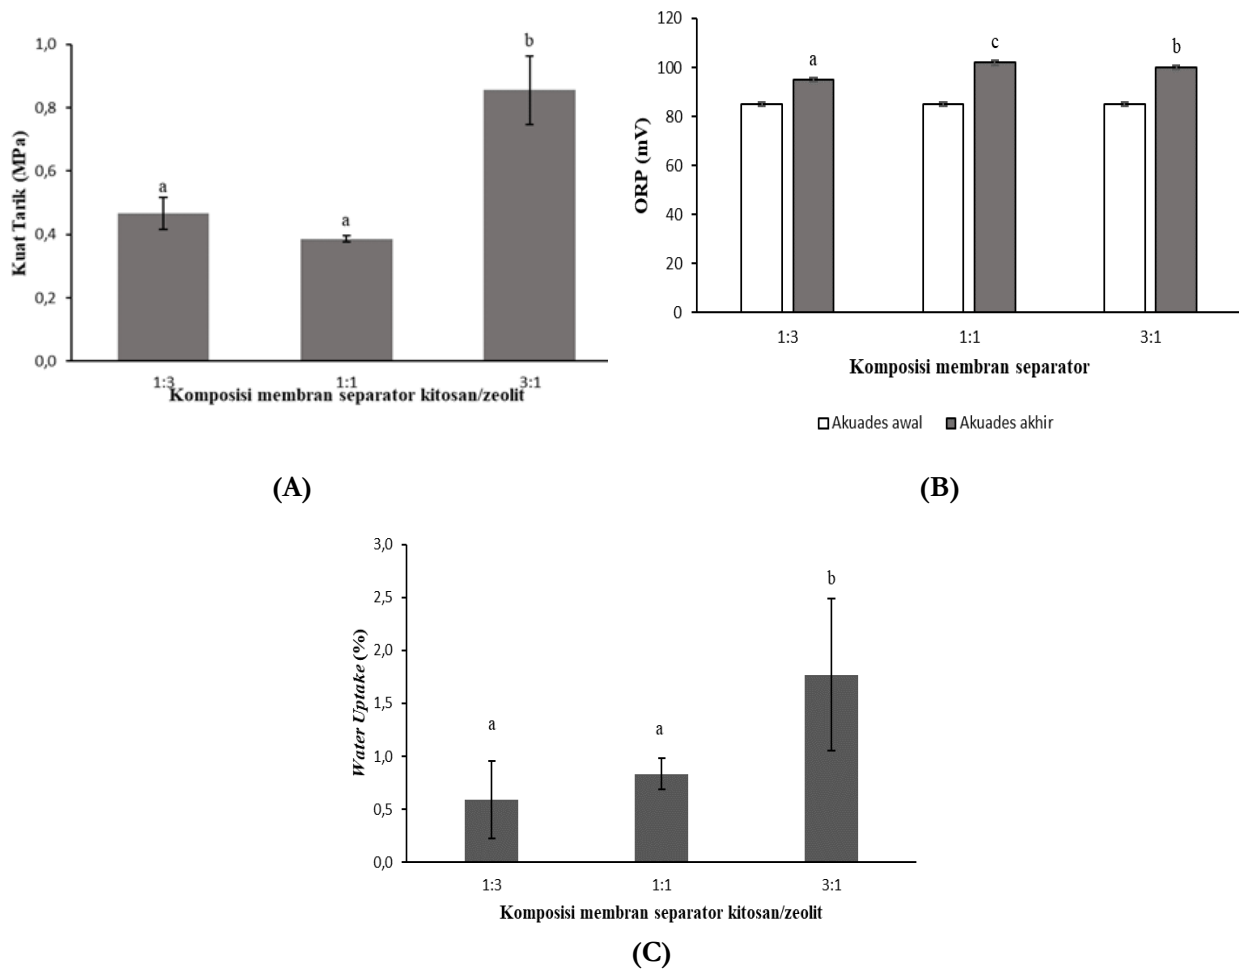 1,0
0,8
0,6
0,4
0,2
0,0
Kuat Tarik (MPa)
a
a
b
1:3
1:1
3:1
Komposisi membran separator kitosan/zeolit
(A)
120
100
80
60
40
20
0
ORP (mV)
a
c
b
1:3
1:1
3:1
Komposisi membran separator
Akuades awal
Akuades akhir
(B)
3,0
2,5
2,0
1,5
1,0
0,5
0,0
Water Uptake (%)
a
a
b
1:3
1:1
3:1
Komposisi membran separator kitosan/zeolit
(C)